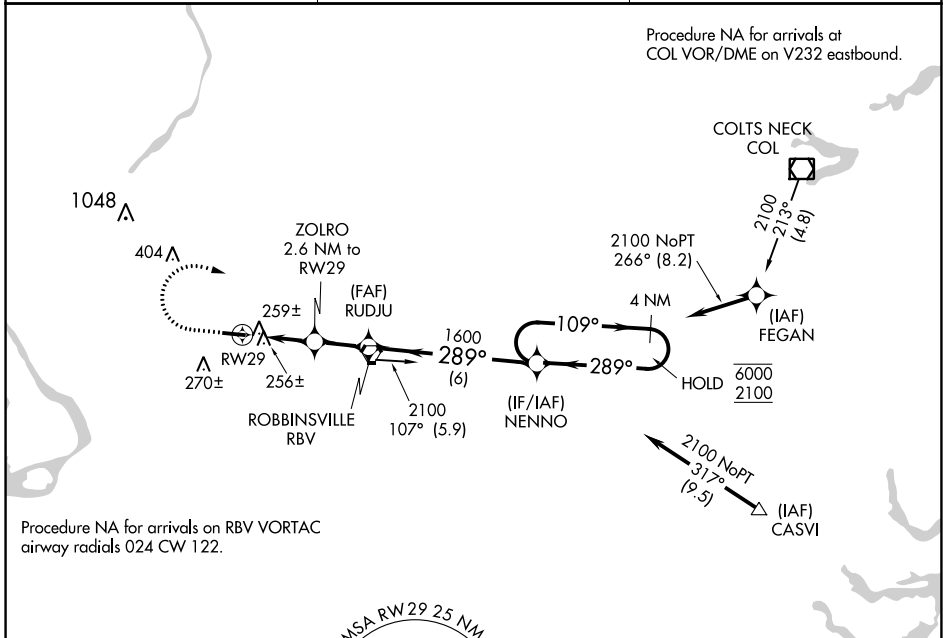 Procedure NA for arrivals at
COL VOR/DME on V232 eastbound.
COLTS NECK
COL
2100
213°
(4.8)
1048
404
ZOLRO
2.6 NM to
RW29
2100 NoPT
266° (8.2)
(FAF)
RUDJU
4 NM
(IAF)
FEGAN
259±
1600
289°
(6)
109°
289°
RW29
270±
256±
HOLD
6000
2100
ROBBINSVILLE
RBV
2100
107° (5.9)
(IF/IAF)
NENNO
2100 NoPT
317°
(9.5)
(IAF)
CASVI
Procedure NA for arrivals on RBV VORTAC
airway radials 024 CW 122.
MSA RW29 25 NM